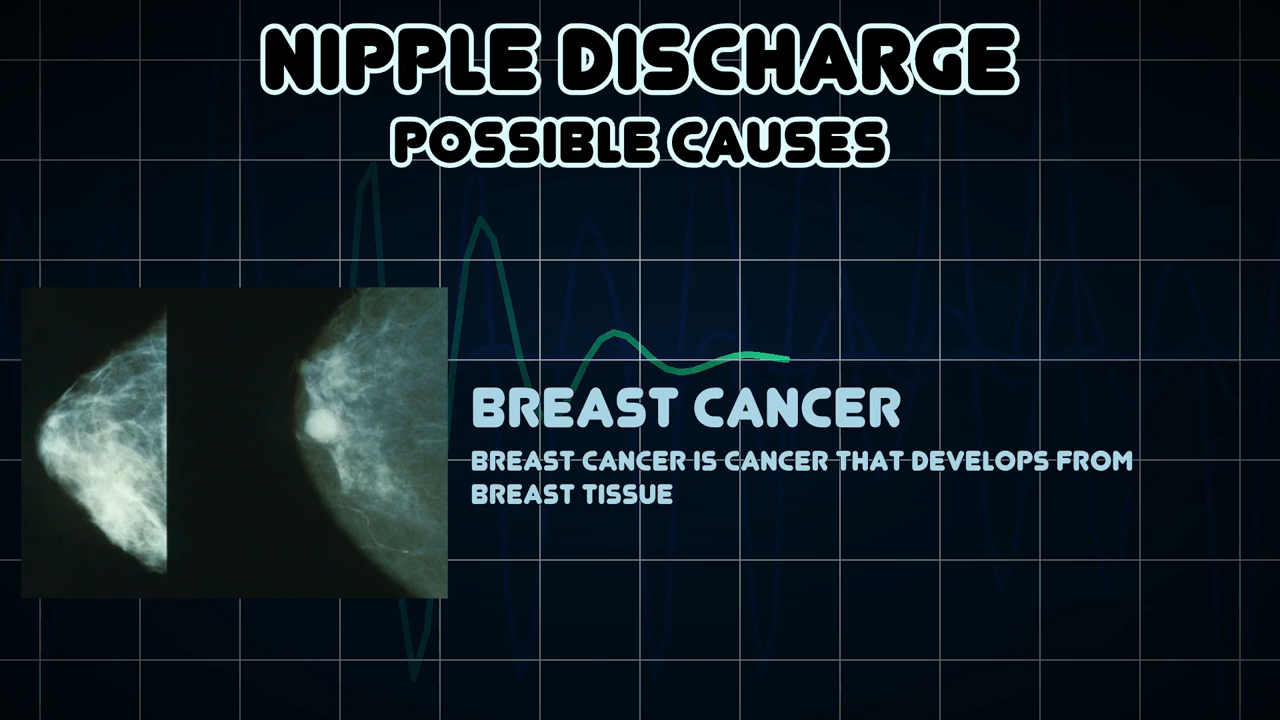 NIPPLE DISCHARGE
POSSIBLE CAUSES
BREAST CANCER
BREAST CANCER IS CANCER THAT DEVELOPS FROM
BREAST TISSUE